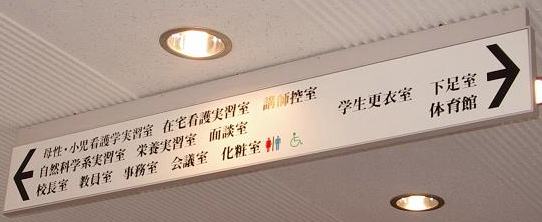 母性・小児看護学実習室 在宅看護実習室 講師控室
自然科学系実習室 栄養実習室 面談室
校長室 教員室 事務室 会議室 化粧室
学生更衣室 下足室
体育館